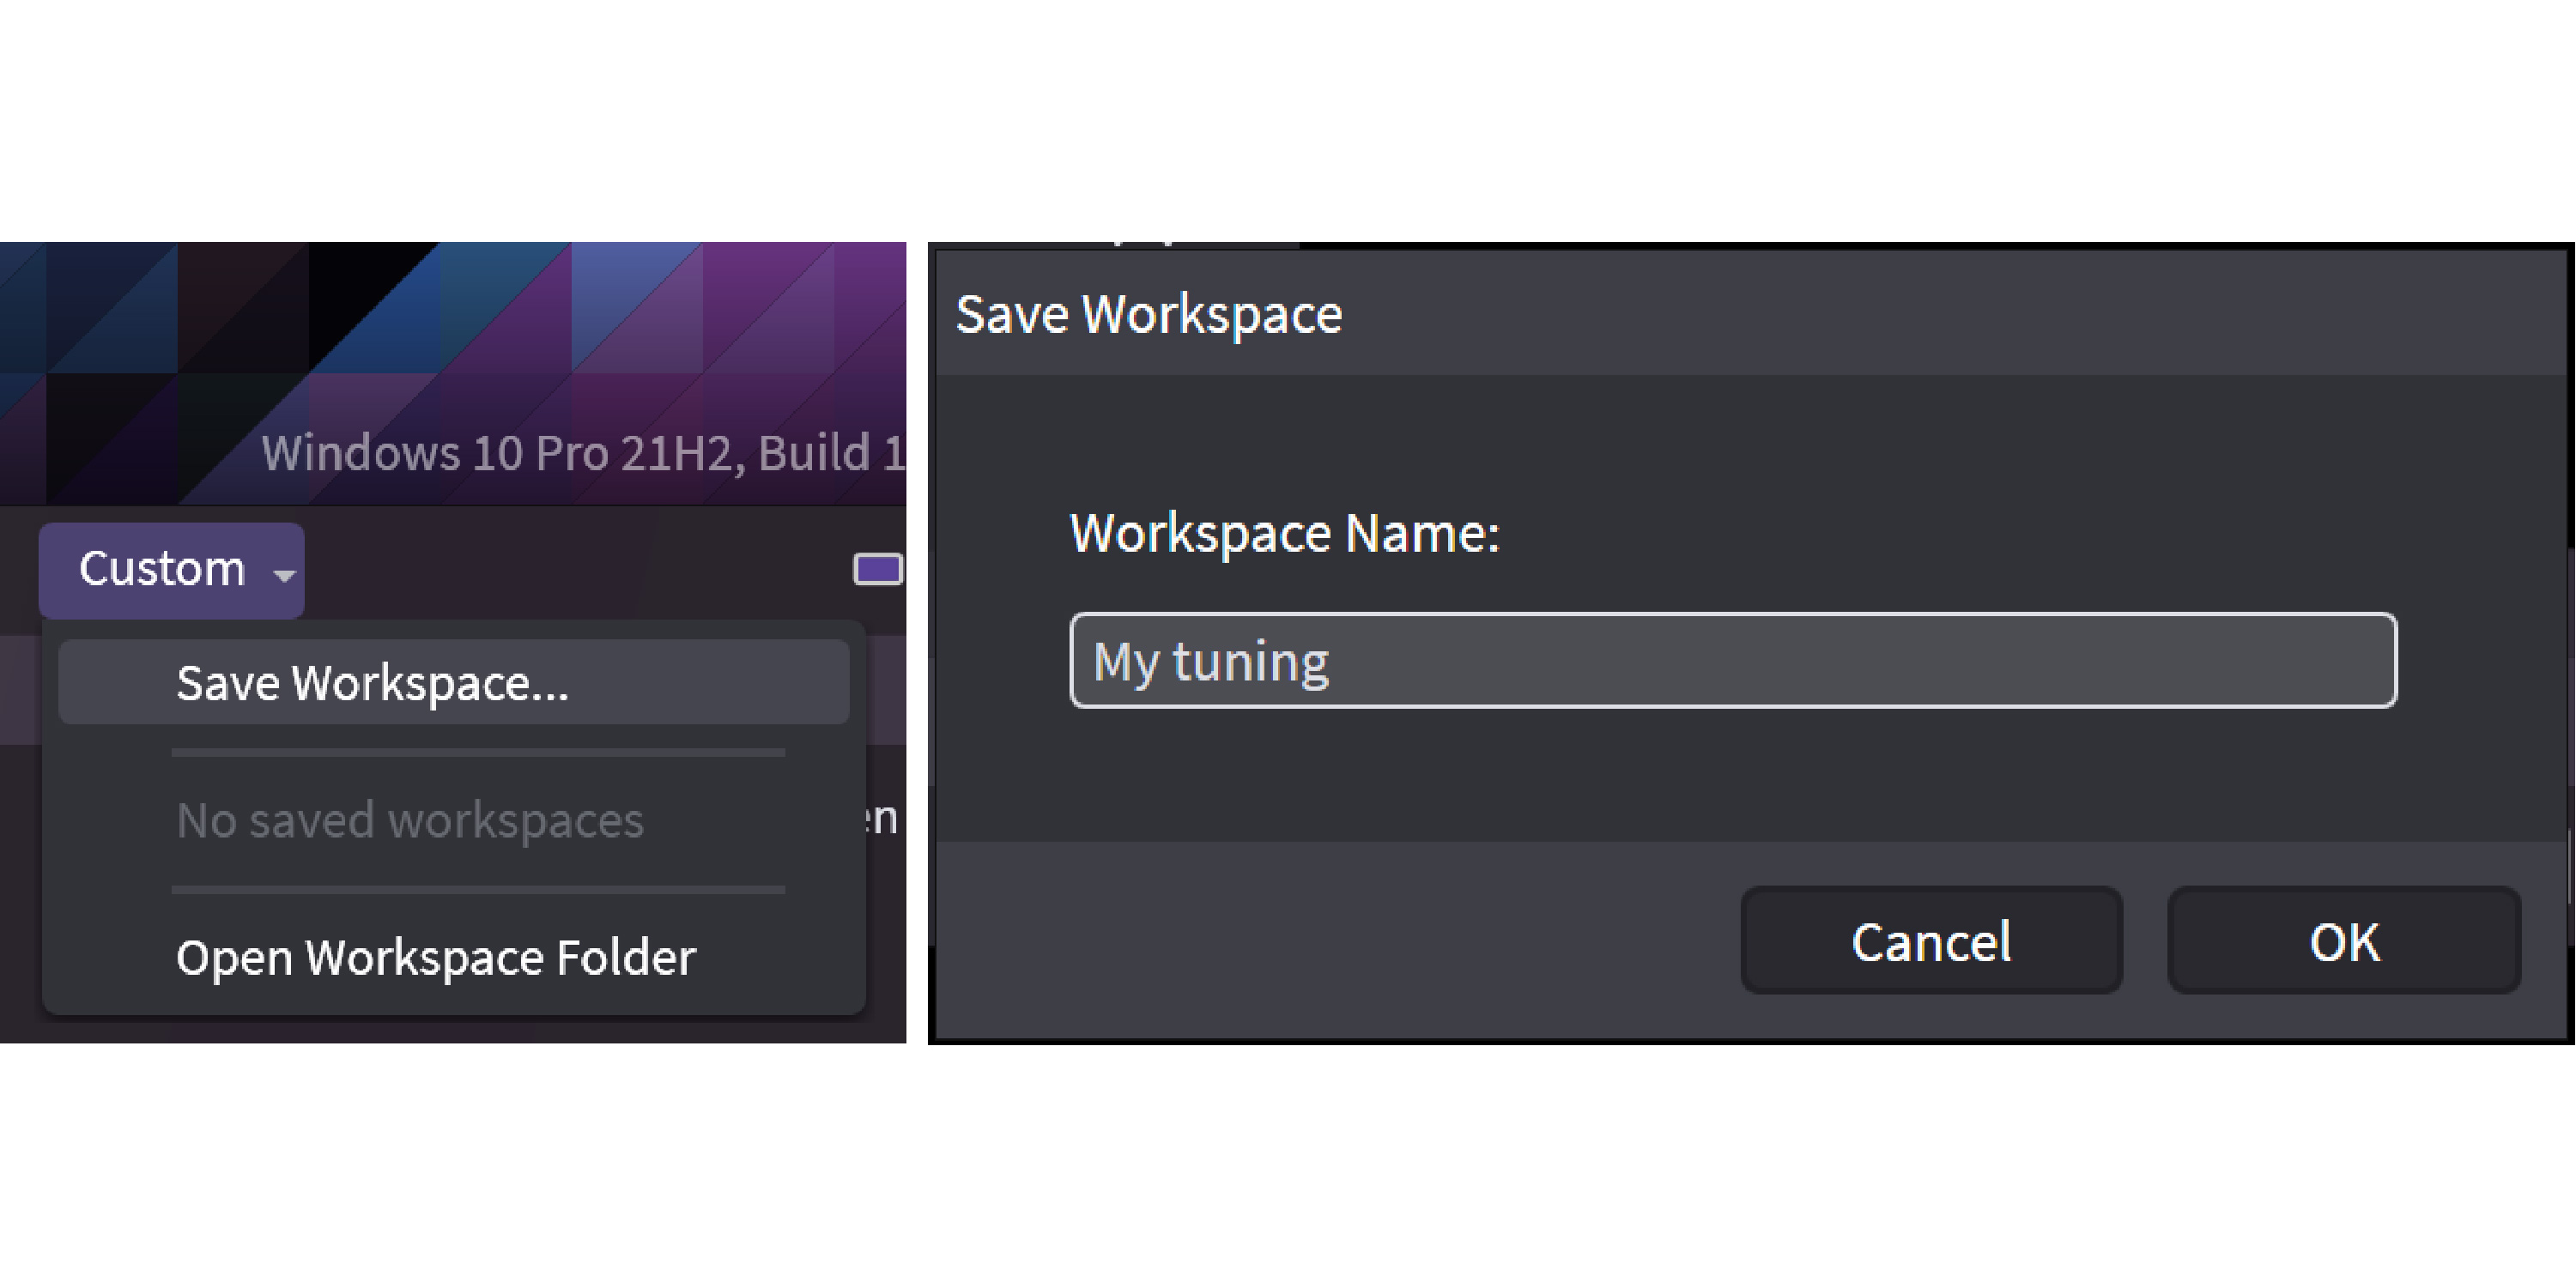 Windows 10 Pro 21H2, Build 1
Custom
Save Workspace...
No saved workspaces
en
Open Workspace Folder
Save Workspace
Workspace Name:
My tuning
Cancel
OK